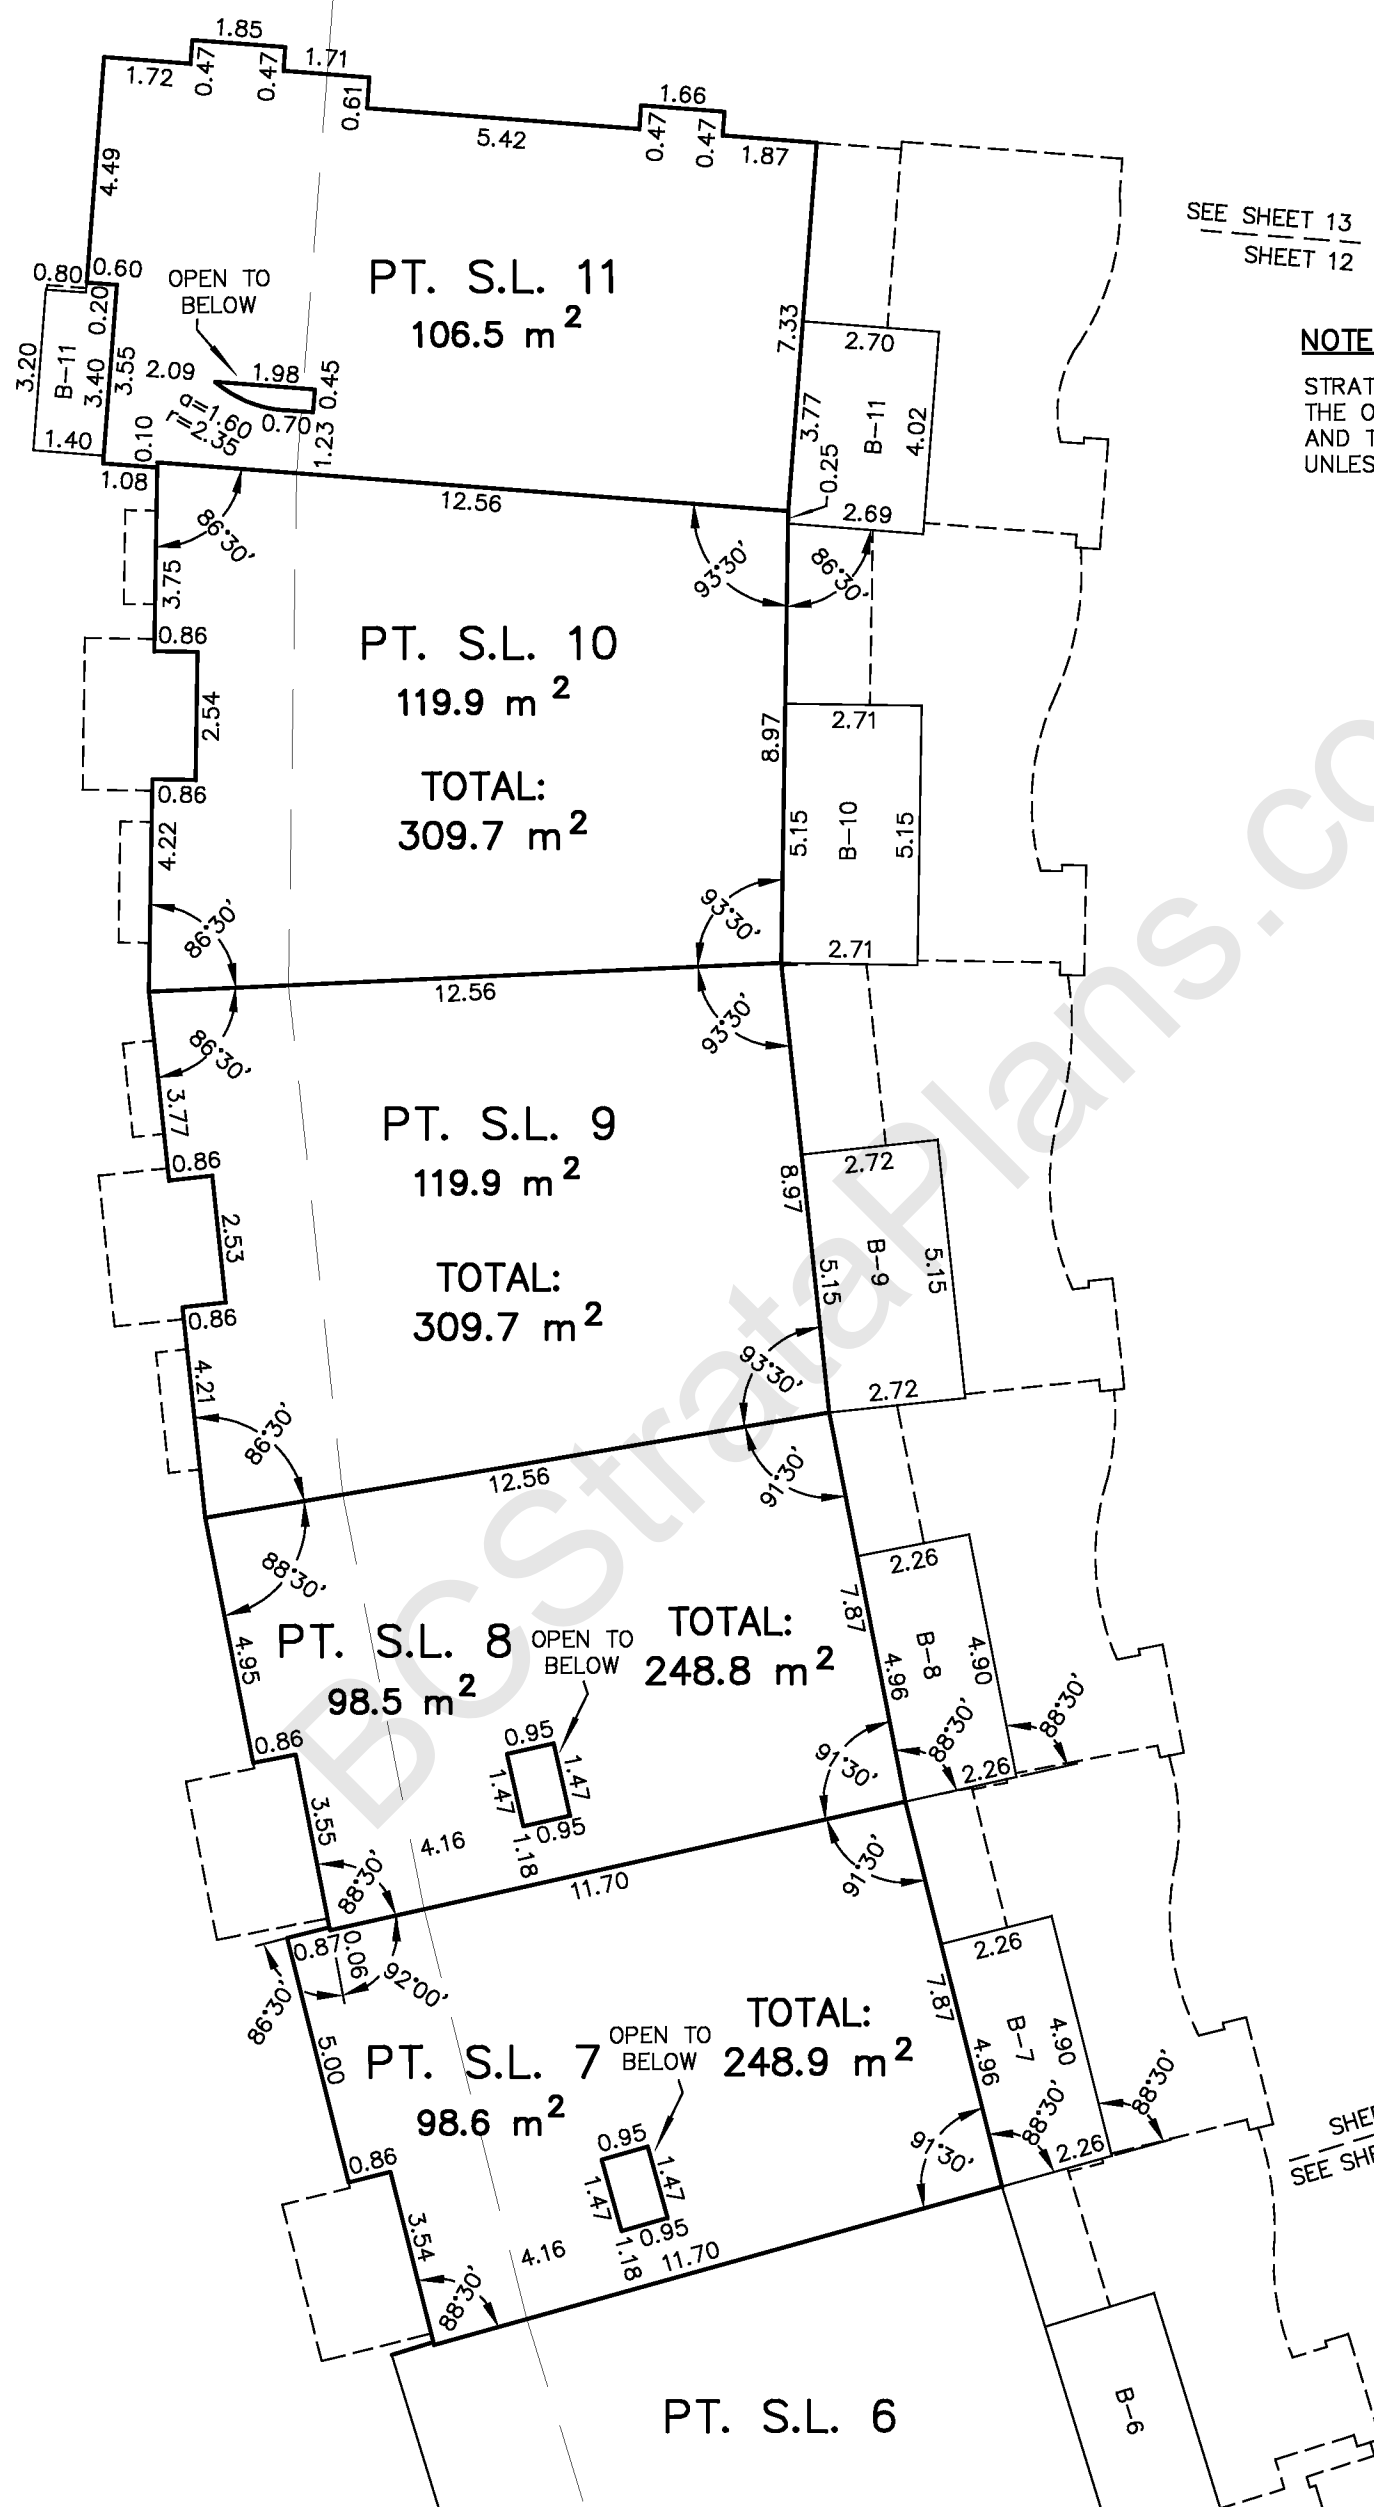 1.85
1.72
0.47
0.47
1.71
0.61
5.42
1.66
0.47
0.47
1.87
4.49
SEE SHEET 13
SHEET 12
0.80
0.60
OPEN TO
BELOW
PT. S.L. 11
106.5 m²
0.20
3.20
B-11
3.40
3.55
2.09
1.98
0.45
a=1.60
r=2.35
0.70
1.23
1.40
0.10
1.08
7.33
2.70
3.77
B-11
4.02
0.25
2.69
NOTE
STRAT
THE O
AND T
UNLES
12.56
86°30'
93°30'
86°30'
3.75
0.86
PT. S.L. 10
119.9 m²
2.54
TOTAL:
309.7 m²
0.86
4.22
8.97
2.71
5.15
B-10
5.15
2.71
86°30'
93°30'
12.56
86°30'
93°30'
3.77
0.86
PT. S.L. 9
119.9 m²
2.53
TOTAL:
309.7 m²
0.86
4.21
8.97
2.72
5.15
B-9
5.15
2.72
86°30'
93°30'
12.56
88°30'
91°30'
4.95
PT. S.L. 8
98.5 m²
OPEN TO
BELOW
TOTAL:
248.8 m²
7.87
2.26
4.96
B-8
4.90
88°30'
88°30'
2.26
0.86
0.95
1.47
1.47
0.95
1.18
4.16
3.55
88°30'
91°30'
11.70
91°30'
0.87
0.06
92°00'
86°30'
5.00
PT. S.L. 7
98.6 m²
OPEN TO
BELOW
TOTAL:
248.9 m²
7.87
2.26
4.96
B-7
4.90
88°30'
88°30'
2.26
0.86
0.95
1.47
1.47
0.95
1.18
4.16
3.54
88°30'
91°30'
11.70
SHEE
SEE SHE
PT. S.L. 6
B-6
BCStrataPlans.co